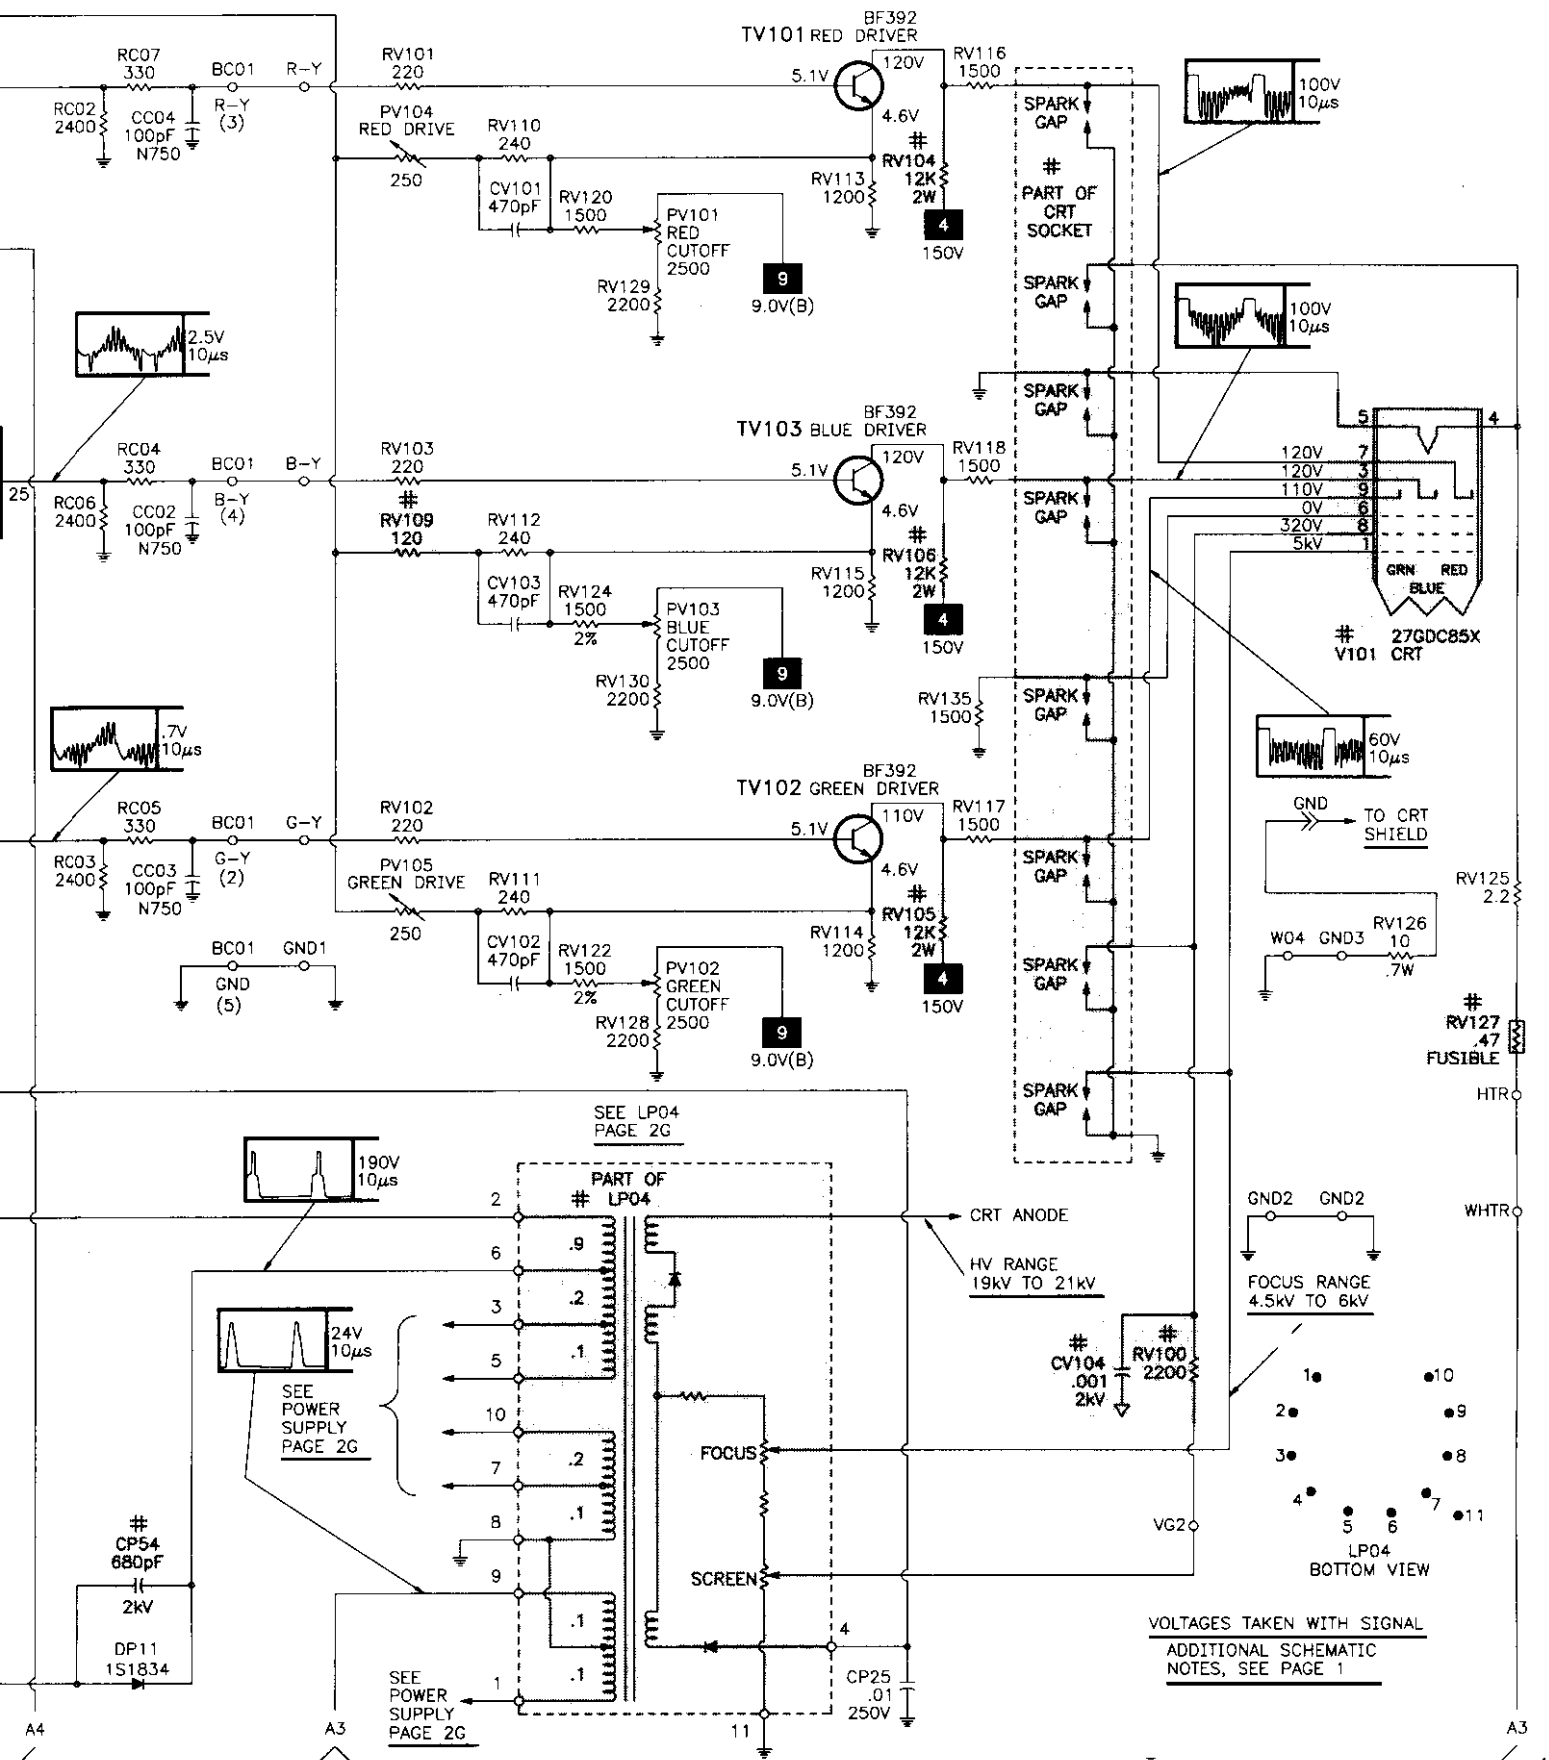 RC07
330
BC01
R-Y
R-Y
(3)
RC02
2400
CC04
100pF
N750
RV101
220
PV104
RED DRIVE
250
RV110
240
CV101
470pF
RV120
1500
PV101
RED
CUTOFF
2500
RV129
2200
9
9.0V(B)
BF392
TV101 RED DRIVER
5.1V
120V
4.6V
RV113
1200
#
RV104
12K
2W
4
150V
RV116
1500
SPARK
GAP
#
PART OF
CRT
SOCKET
SPARK
GAP
SPARK
GAP
SPARK
GAP
SPARK
GAP
SPARK
GAP
SPARK
GAP
SPARK
GAP
100V
10µs
100V
10µs
2.5V
10µs
25
RC04
330
BC01
B-Y
B-Y
(4)
RC06
2400
CC02
100pF
N750
RV103
220
#
RV109
120
RV112
240
CV103
470pF
RV124
1500
2%
PV103
BLUE
CUTOFF
2500
RV130
2200
9
9.0V(B)
BF392
TV103 BLUE DRIVER
5.1V
120V
4.6V
RV115
1200
#
RV106
12K
2W
4
150V
RV118
1500
RV135
1500
5
4
120V 7
120V 3
110V 9
0V 6
320V 8
5kV 1
GRN RED
BLUE
#
V101
27GDC85X
CRT
60V
10µs
.7V
10µs
RC05
330
BC01
G-Y
G-Y
(2)
RC03
2400
CC03
100pF
N750
RV102
220
PV105
GREEN DRIVE
250
RV111
240
CV102
470pF
RV122
1500
2%
PV102
GREEN
CUTOFF
2500
RV128
2200
9
9.0V(B)
BF392
TV102 GREEN DRIVER
5.1V
110V
4.6V
RV114
1200
#
RV105
12K
2W
4
150V
RV117
1500
BC01
GND1
GND
(5)
GND
TO CRT
SHIELD
RV125
2.2
W04 GND3
RV126
10
.7W
#
RV127
.47
FUSIBLE
HTR
WHTR
GND2 GND2
FOCUS RANGE
4.5kV TO 6kV
SEE LP04
PAGE 2G
PART OF
# LP04
190V
10µs
24V
10µs
SEE
POWER
SUPPLY
PAGE 2G
2
.9
6
.2
3
.1
5
10
.2
7
.1
8
9
.1
.1
1
CRT ANODE
HV RANGE
19kV TO 21kV
FOCUS
SCREEN
4
11
SEE
POWER
SUPPLY
PAGE 2G
CP25
.01
250V
#
CV104
.001
2kV
#
RV100
2200
VG2
#
CP54
680pF
2kV
DP11
1S1834
1
10
2
9
3
8
4
7
5
6
11
LP04
BOTTOM VIEW
VOLTAGES TAKEN WITH SIGNAL
ADDITIONAL SCHEMATIC
NOTES, SEE PAGE 1
A4
A3
A3